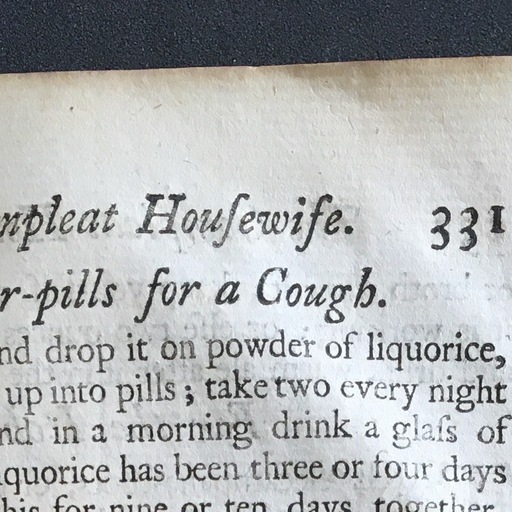 mpleat Houſewife. 331
r-pills for a Cough.
nd drop it on powder of liquorice,
up into pills ; take two every night
nd in a morning drink a glaſs of
iquorice has been three or four days
his for nine or ten days together